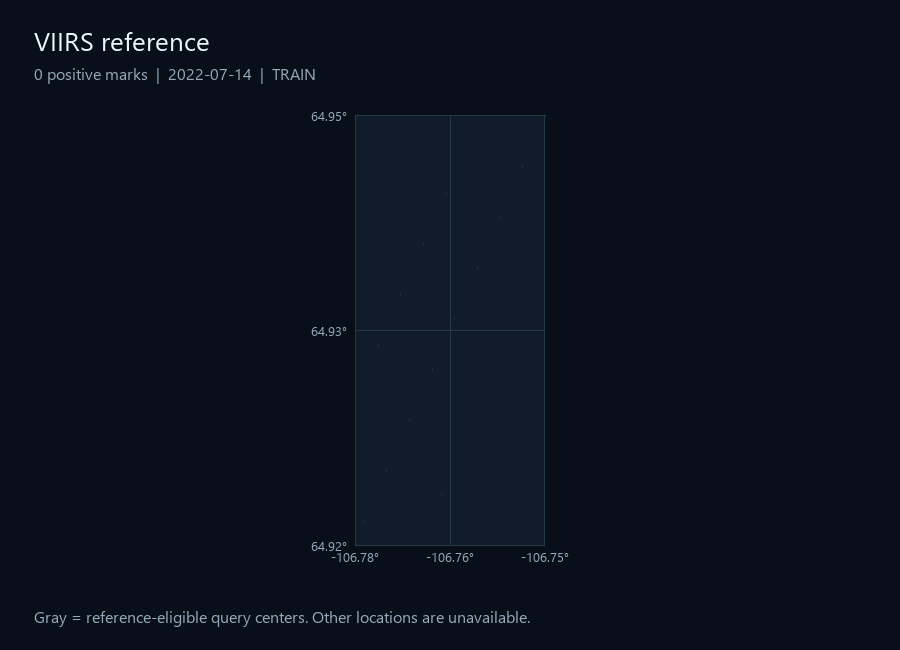 VIIRS reference
0 positive marks | 2022-07-14 | TRAIN
64.95°
64.93°
64.92°
-106.78° -106.76° -106.75°
Gray = reference-eligible query centers. Other locations are unavailable.